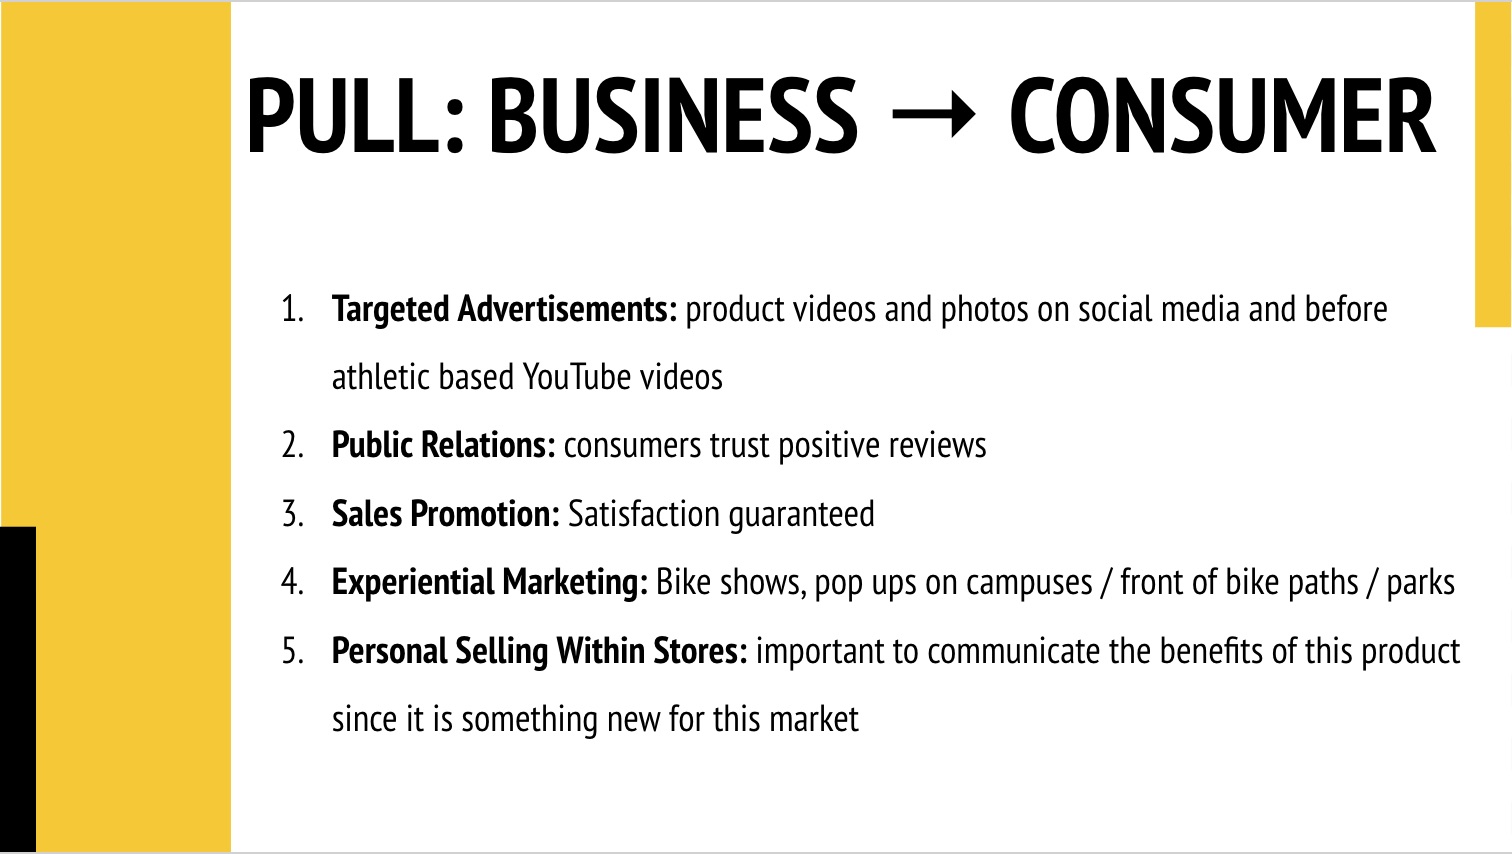 PULL: BUSINESS → CONSUMER
1. Targeted Advertisements: product videos and photos on social media and before
athletic based YouTube videos
2. Public Relations: consumers trust positive reviews
3. Sales Promotion: Satisfaction guaranteed
4. Experiential Marketing: Bike shows, pop ups on campuses / front of bike paths / parks
5. Personal Selling Within Stores: important to communicate the benefits of this product
since it is something new for this market